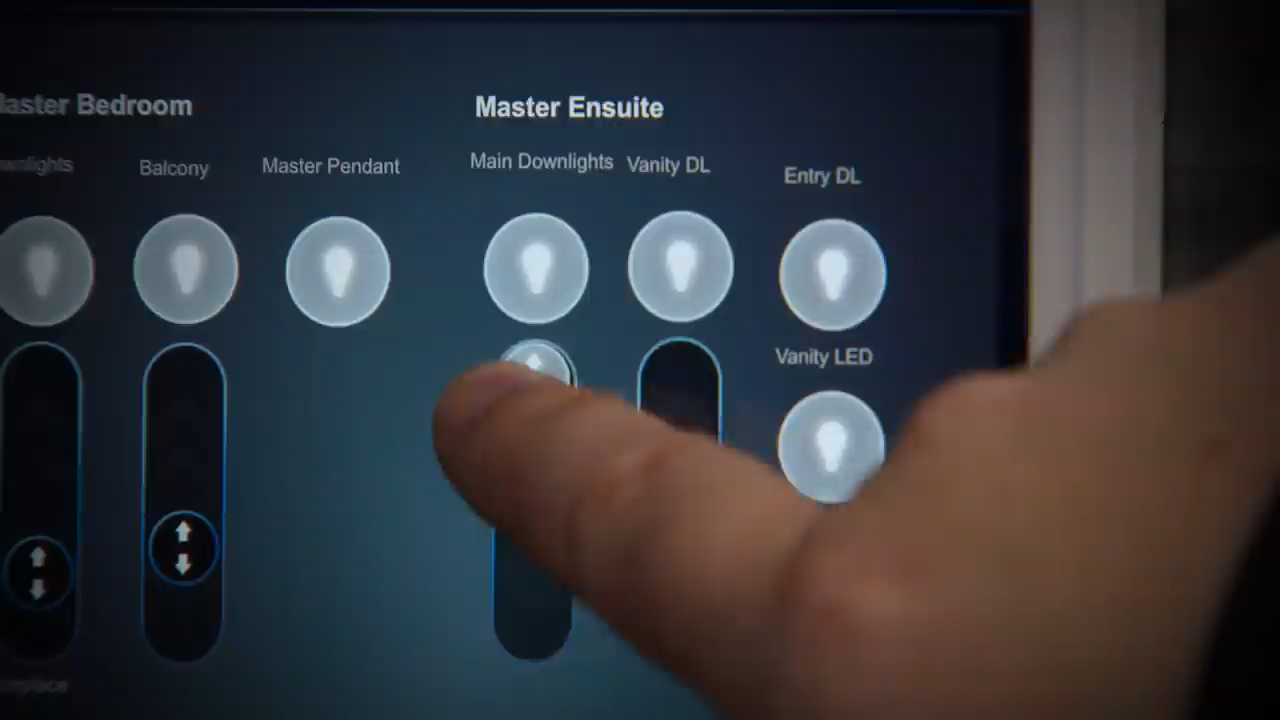 Master Bedroom
Master Ensuite
Balcony
Master Pendant
Main Downlights
Vanity DL
Entry DL
Vanity LED